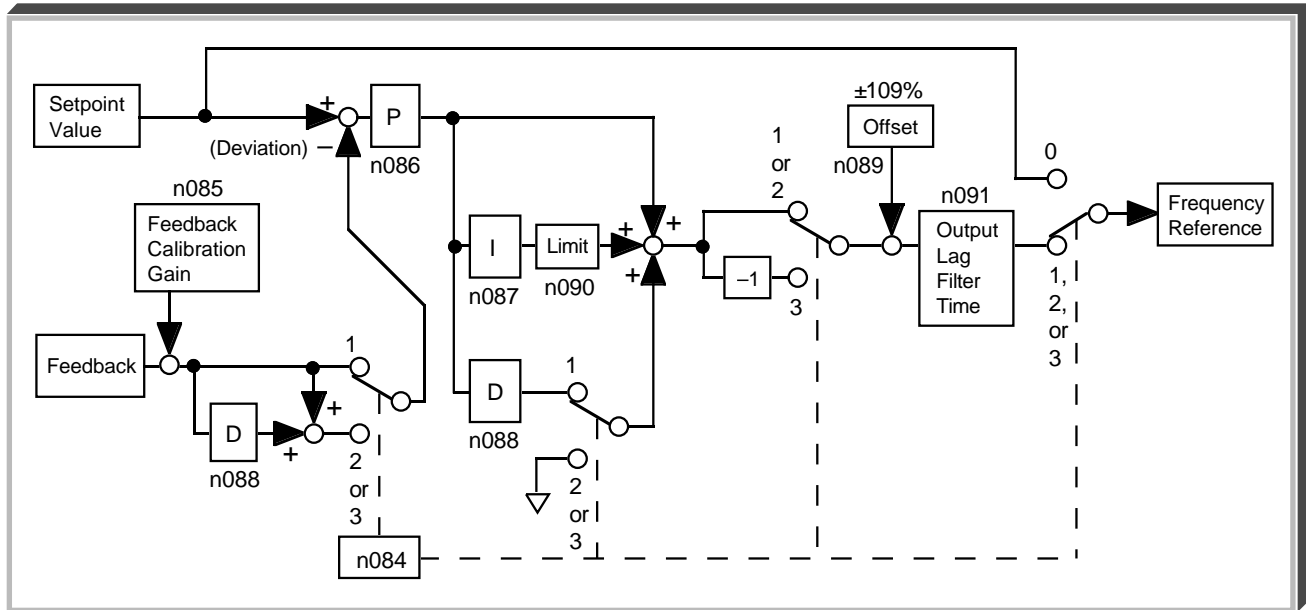 Setpoint
Value
(Deviation)
+
−
P
n086
±109%
Offset
n089
0
1
or
2
n085
Feedback
Calibration
Gain
I
n087
Limit
n090
+
+
+
−1
3
n091
Output
Lag
Filter
Time
Frequency
Reference
1,
2,
or
3
Feedback
1
D
n088
+
+
2
or
3
D
n088
1
2
or
3
n084